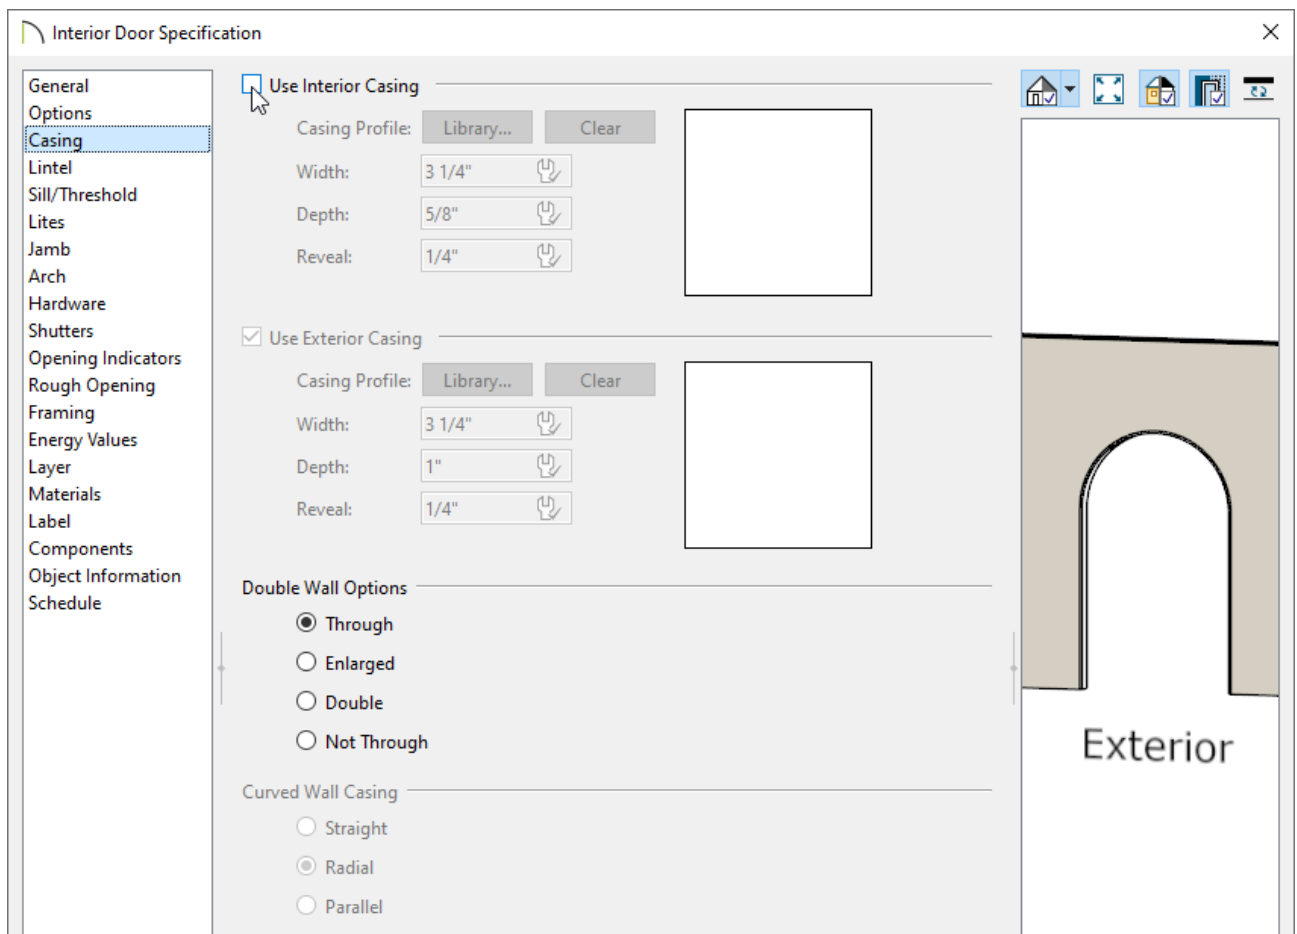 Interior Door Specification
General
Options
Casing
Lintel
Sill/Threshold
Lites
Jamb
Arch
Hardware
Shutters
Opening Indicators
Rough Opening
Framing
Energy Values
Layer
Materials
Label
Components
Object Information
Schedule
Use Interior Casing
Casing Profile: Library... Clear
Width: 3 1/4"
Depth: 5/8"
Reveal: 1/4"
Use Exterior Casing
Casing Profile: Library... Clear
Width: 3 1/4"
Depth: 1"
Reveal: 1/4"
Double Wall Options
Through
Enlarged
Double
Not Through
Curved Wall Casing
Straight
Radial
Parallel
Exterior